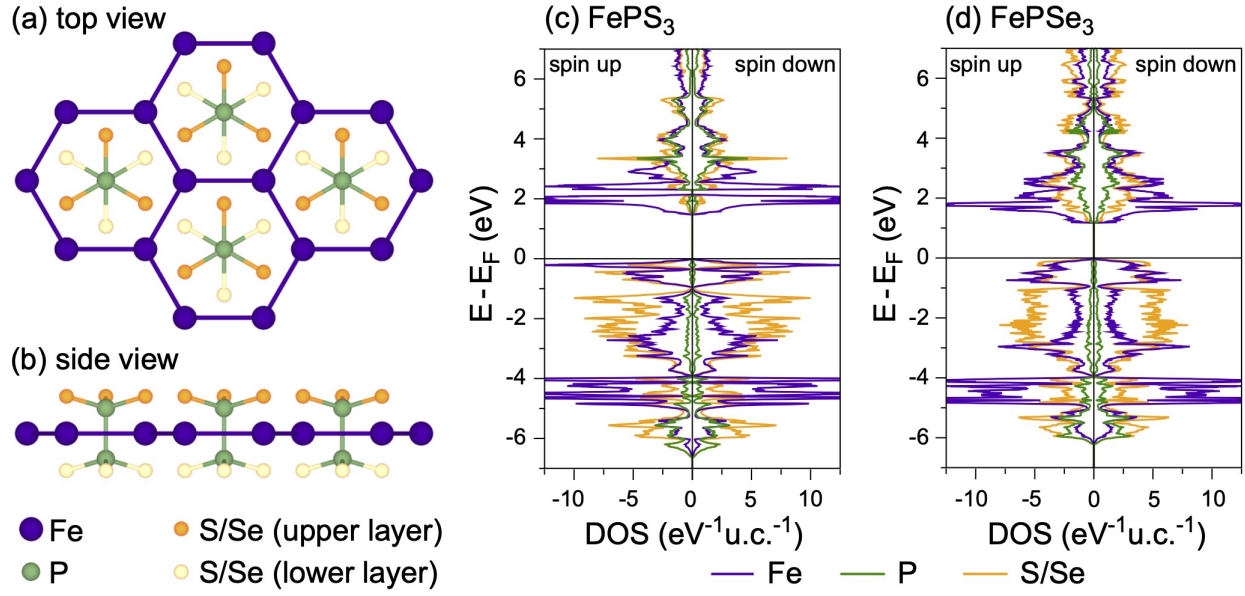 (a) top view
(b) side view
Fe
S/Se (upper layer)
P
S/Se (lower layer)
(c) FePS₃
spin up
spin down
6
4
2
0
-2
-4
-6
E - E_F (eV)
-10 -5 0 5 10
DOS (eV⁻¹u.c.⁻¹)
(d) FePSe₃
spin up
spin down
6
4
2
0
-2
-4
-6
E - E_F (eV)
-10 -5 0 5 10
DOS (eV⁻¹u.c.⁻¹)
Fe P S/Se